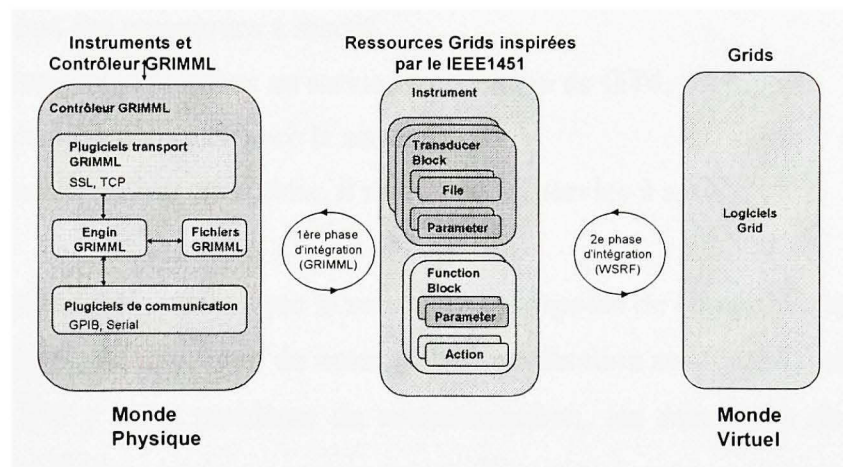 Instruments et
Contrôleur GRIMML
Contrôleur GRIMML
Plugiciels transport
GRIMML
SSL, TCP
Engin
GRIMML
Fichiers
GRIMML
Plugiciels de communication
GPIB, Serial
Monde
Physique
1ère phase
d'intégration
(GRIMML)
Ressources Grids inspirées
par le IEEE1451
Instrument
Transducer
Block
File
Parameter
Function
Block
Parameter
Action
2e phase
d'intégration
(WSRF)
Grids
Logiciels
Grid
Monde
Virtuel